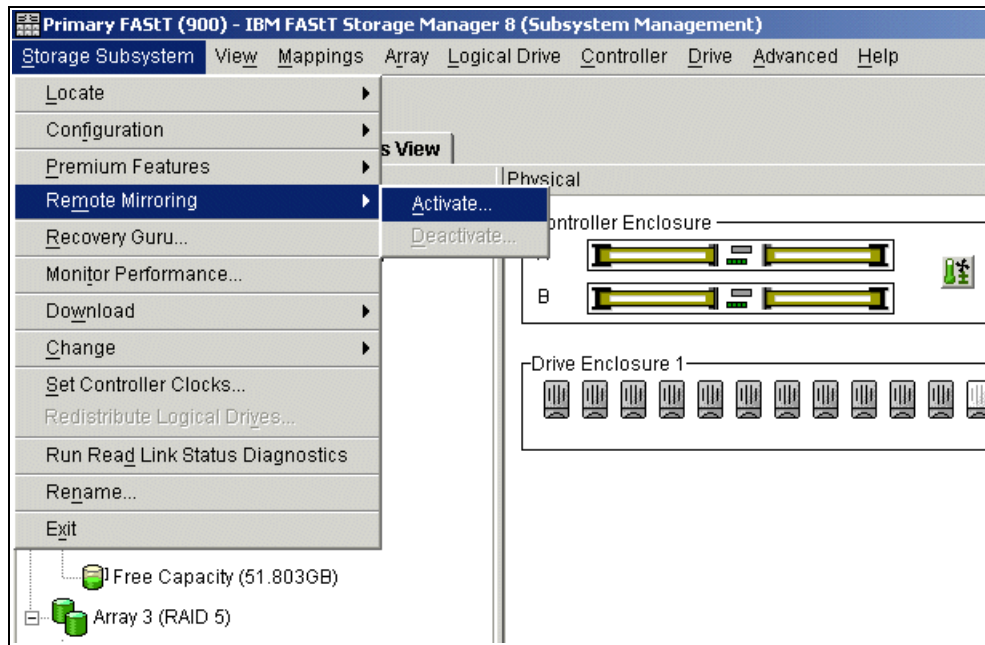 Primary FAStT (900) - IBM FAStT Storage Manager 8 (Subsystem Management)
Storage Subsystem View Mappings Array Logical Drive Controller Drive Advanced Help
Locate
Configuration
Premium Features
Remote Mirroring
Recovery Guru...
Monitor Performance...
Download
Change
Set Controller Clocks...
Redistribute Logical Drives...
Run Read Link Status Diagnostics
Rename...
Exit
Activate...
Deactivate...
s View
Physical
ontroller Enclosure
B
Drive Enclosure 1
Free Capacity (51.803GB)
Array 3 (RAID 5)